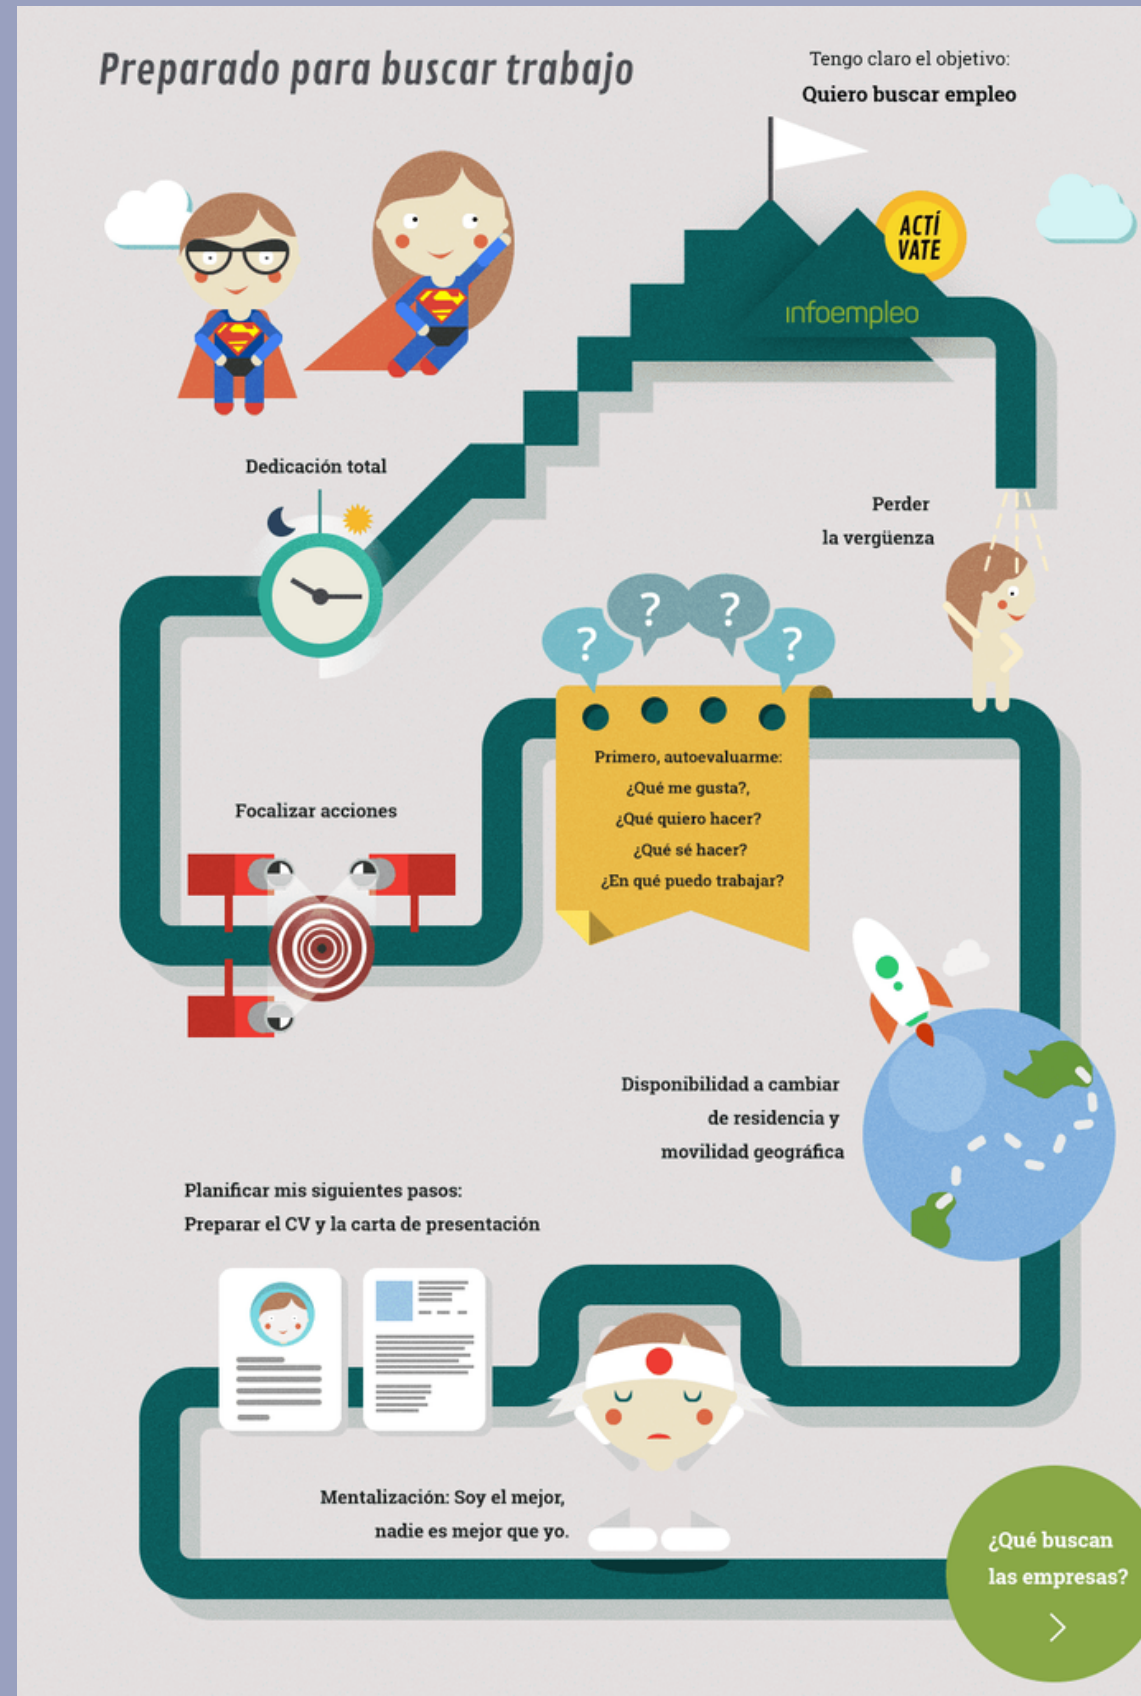 Preparado para buscar trabajo
Tengo claro el objetivo:
Quiero buscar empleo
ACTÍ
VATE
infoempleo
Dedicación total
Perder
la vergüenza
?
?
?
?
Primero, autoevaluarme:
¿Qué me gusta?,
¿Qué quiero hacer?
¿Qué sé hacer?
¿En qué puedo trabajar?
Focalizar acciones
Disponibilidad a cambiar
de residencia y
movilidad geográfica
Planificar mis siguientes pasos:
Preparar el CV y la carta de presentación
Mentalización: Soy el mejor,
nadie es mejor que yo.
¿Qué buscan
las empresas?